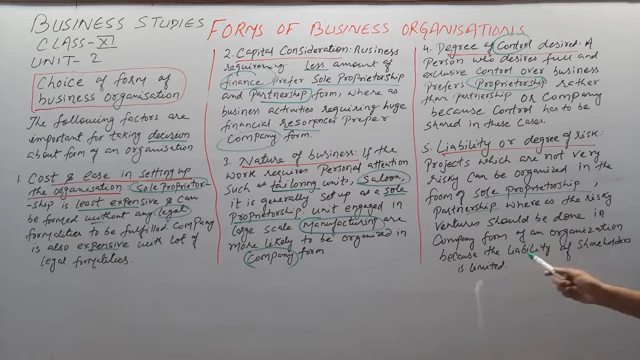 BUSINESS STUDIES
CLASS-XI
UNIT-2
FORMS OF BUSINESS ORGANISATIONS
Choice of form of
business Organisation
The following factors are
important for taking decision
about form of an organisation
1. Cost & ease in setting up
the organisation: Sole Proprietor-
-ship is least expensive & can
be formed without any legal
formalities to be fulfilled Company
is also expensive with lot of
legal formalities.
2. Capital Consideration: Business
requiring Less amount of
finance prefer Sole Proprietorship
and Partnership form, where as
business activities requiring huge
financial resources Prefer
Company form.
3. Nature of business: If the
work requires Personal attention
Such as tailoring unit, Saloon,
it is generally set up as a sole
Proprietorship. Unit engaged in
large scale Manufacturing are
more likely to be organized in
Company form
4. Degree of Control desired: A
Person who desire full and
exclusive Control over business
Prefers Proprietorship rather
than partnership or Company
because Control has to be
shared in these Cases.
5. Liability or degree of risk:
Projects which are not very
risky can be organized in the
form of sole proprietorship,
Partnership whereas the risky
ventures should be done in
Company form of an organization
because the liability of Shareholders
is limited.